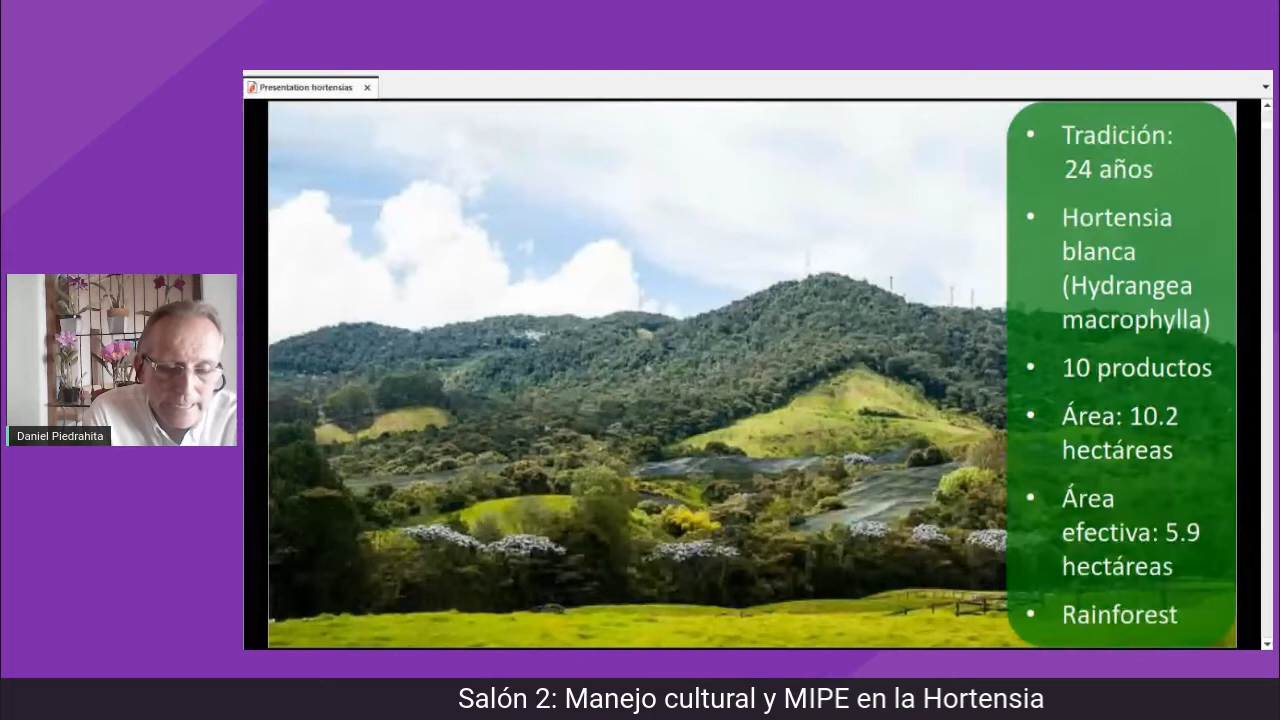 Presentation hortensias
• Tradición:
24 años
• Hortensia
blanca
(Hydrangea
macrophylla)
• 10 productos
• Área: 10.2
hectáreas
• Área
efectiva: 5.9
hectáreas
• Rainforest
Daniel Piedrahita
Salón 2: Manejo cultural y MIPE en la Hortensia